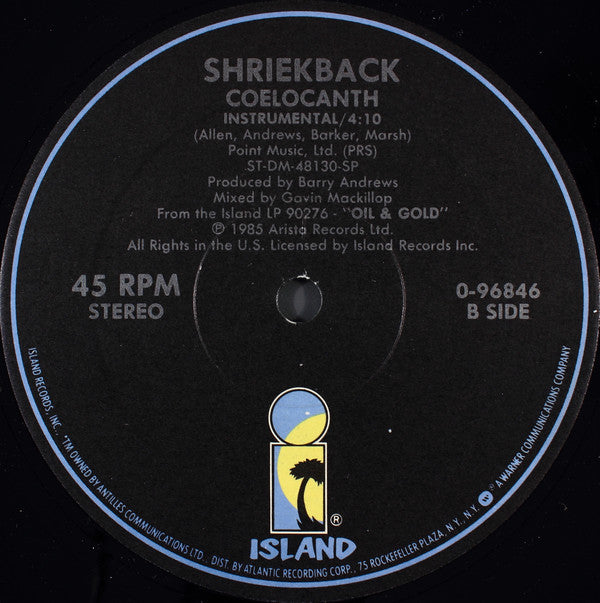 SHRIEKBACK
COELOCANTH
INSTRUMENTAL/4:10
(Allen, Andrews, Barker, Marsh)
Point Music, Ltd. (PRS)
ST-DM-48130-SP
Produced by Barry Andrews
Mixed by Gavin Mackillop
From the Island LP 90276 - "OIL & GOLD"
℗ 1985 Arista Records Ltd.
All Rights in the U.S. Licensed by Island Records Inc.
45 RPM
STEREO
0-96846
B SIDE
®
ISLAND
ISLAND RECORDS, INC. ™ OWNED BY ANTILLES COMMUNICATIONS LTD. DIST. BY ATLANTIC RECORDING CORP., 75 ROCKEFELLER PLAZA, N.Y., N.Y. A WARNER COMMUNICATIONS COMPANY